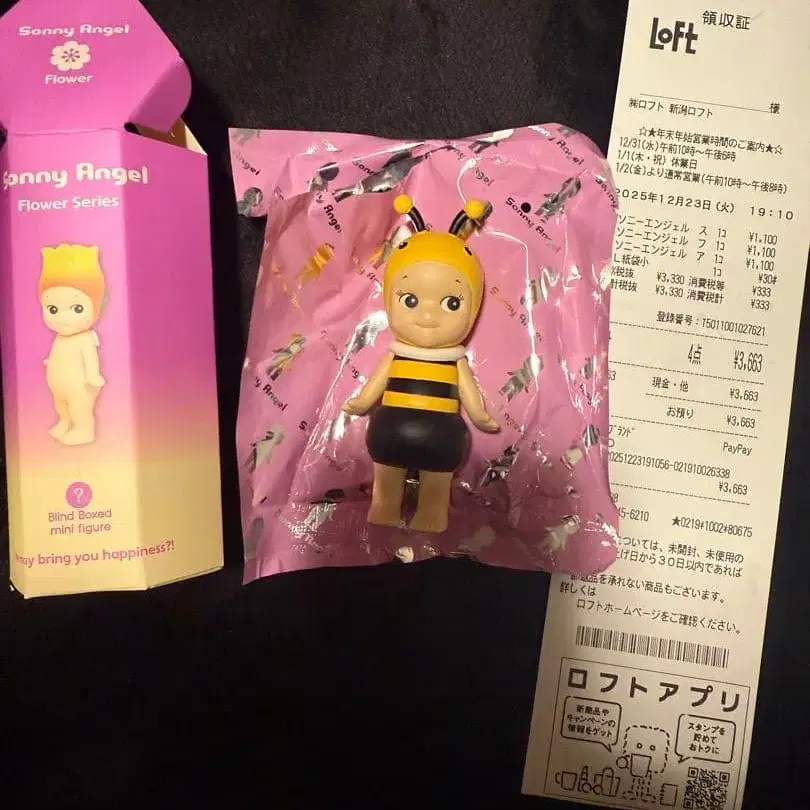 Sonny Angel
Flower
Sonny Angel
Flower Series
?
Blind Boxed
mini figure
may bring you happiness?!
Sonny Angel
Sonny Angel
Sonny Angel
Sonny Angel
領収証
LoFt
様
㈱ロフト 新潟ロフト
☆★年末年始営業時間のご案内★☆
12/31(水)午前10時～午後6時
1/1(木・祝) 休業日
1/2(金)より通常営業(午前10時～午後8時)
2025年12月23日(火) 19:10
ソニーエンジェル ス 1コ ¥1,100
ソニーエンジェル フ 1コ ¥1,100
ソニーエンジェル ア 1コ ¥1,100
L紙袋小 1コ ¥30#
税抜 ¥3,330 消費税等 ¥333
計税抜 ¥3,330 消費税計 ¥333
登録番号:T5011001027621
4点 ¥3,663
現金・他 ¥3,663
お預り ¥3,663
ブランド PayPay
20251223191056-021910026338
¥3,663
45-6210 ★0219*1002*80675
については、未開封、未使用の
上げ日から30日以内であれば
返品を承れない商品もございます。
詳しくは
ロフトホームページをご確認ください。
ロフトアプリ
新商品や
キャンペーンの
情報をゲット
スタンプを
貯めて
おトクに